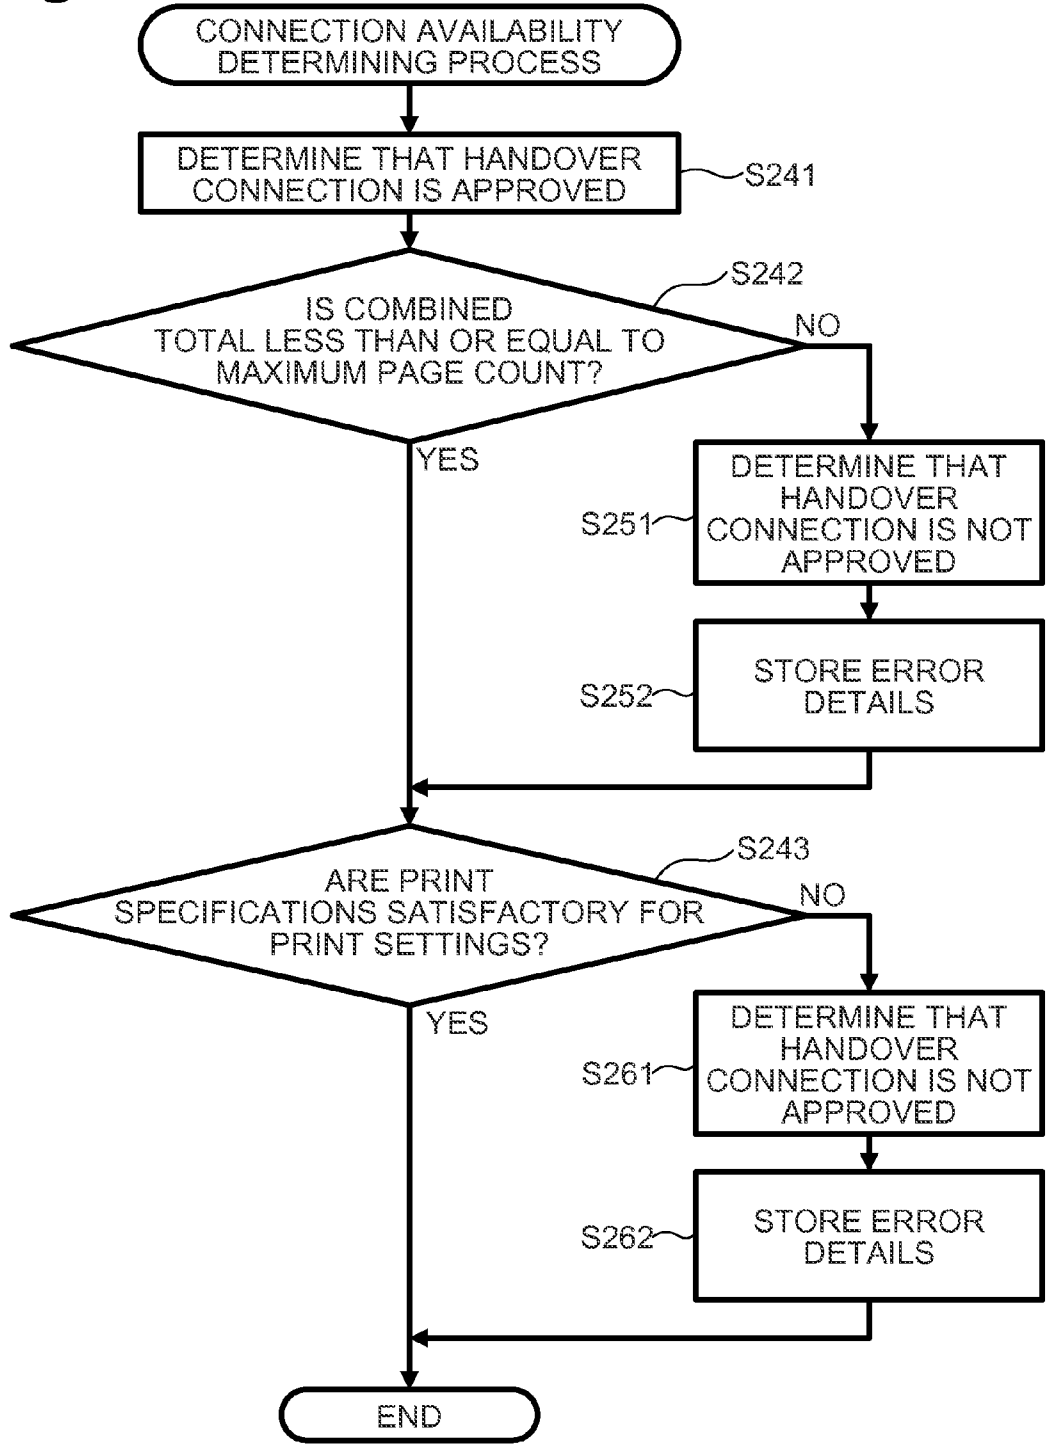 CONNECTION AVAILABILITY
DETERMINING PROCESS
DETERMINE THAT HANDOVER
CONNECTION IS APPROVED
S241
S242
IS COMBINED
TOTAL LESS THAN OR EQUAL TO
MAXIMUM PAGE COUNT?
NO
YES
DETERMINE THAT
HANDOVER
CONNECTION IS NOT
APPROVED
S251
STORE ERROR
DETAILS
S252
S243
ARE PRINT
SPECIFICATIONS SATISFACTORY FOR
PRINT SETTINGS?
NO
YES
DETERMINE THAT
HANDOVER
CONNECTION IS NOT
APPROVED
S261
STORE ERROR
DETAILS
S262
END